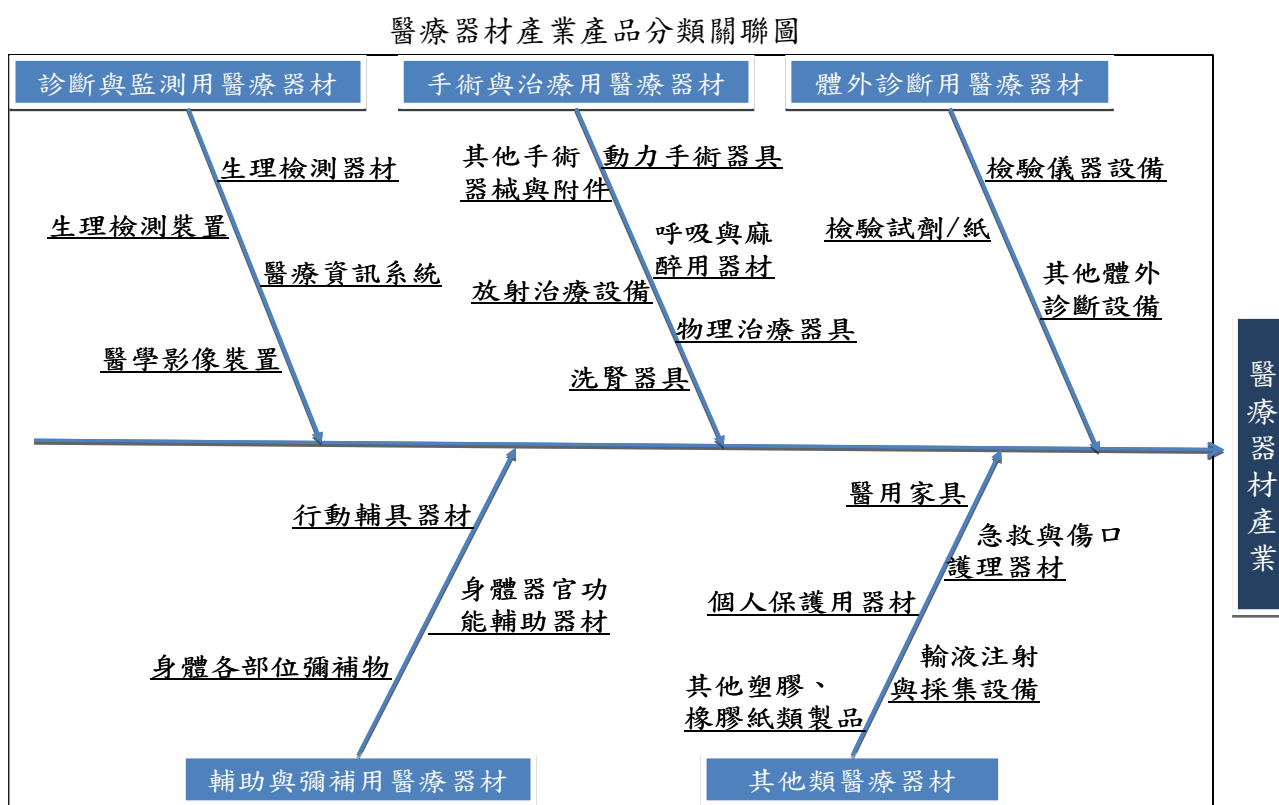 醫療器材產業產品分類關聯圖
診斷與監測用醫療器材
生理檢測器材
生理檢測裝置
醫療資訊系統
醫學影像裝置
手術與治療用醫療器材
其他手術
器械與附件
動力手術器具
呼吸與麻
醉用器材
放射治療設備
物理治療器具
洗腎器具
體外診斷用醫療器材
檢驗儀器設備
檢驗試劑/紙
其他體外
診斷設備
醫療器材產業
行動輔具器材
身體器官功
能輔助器材
身體各部位彌補物
輔助與彌補用醫療器材
醫用家具
急救與傷口
護理器材
個人保護用器材
輸液注射
與採集設備
其他塑膠、
橡膠紙類製品
其他類醫療器材